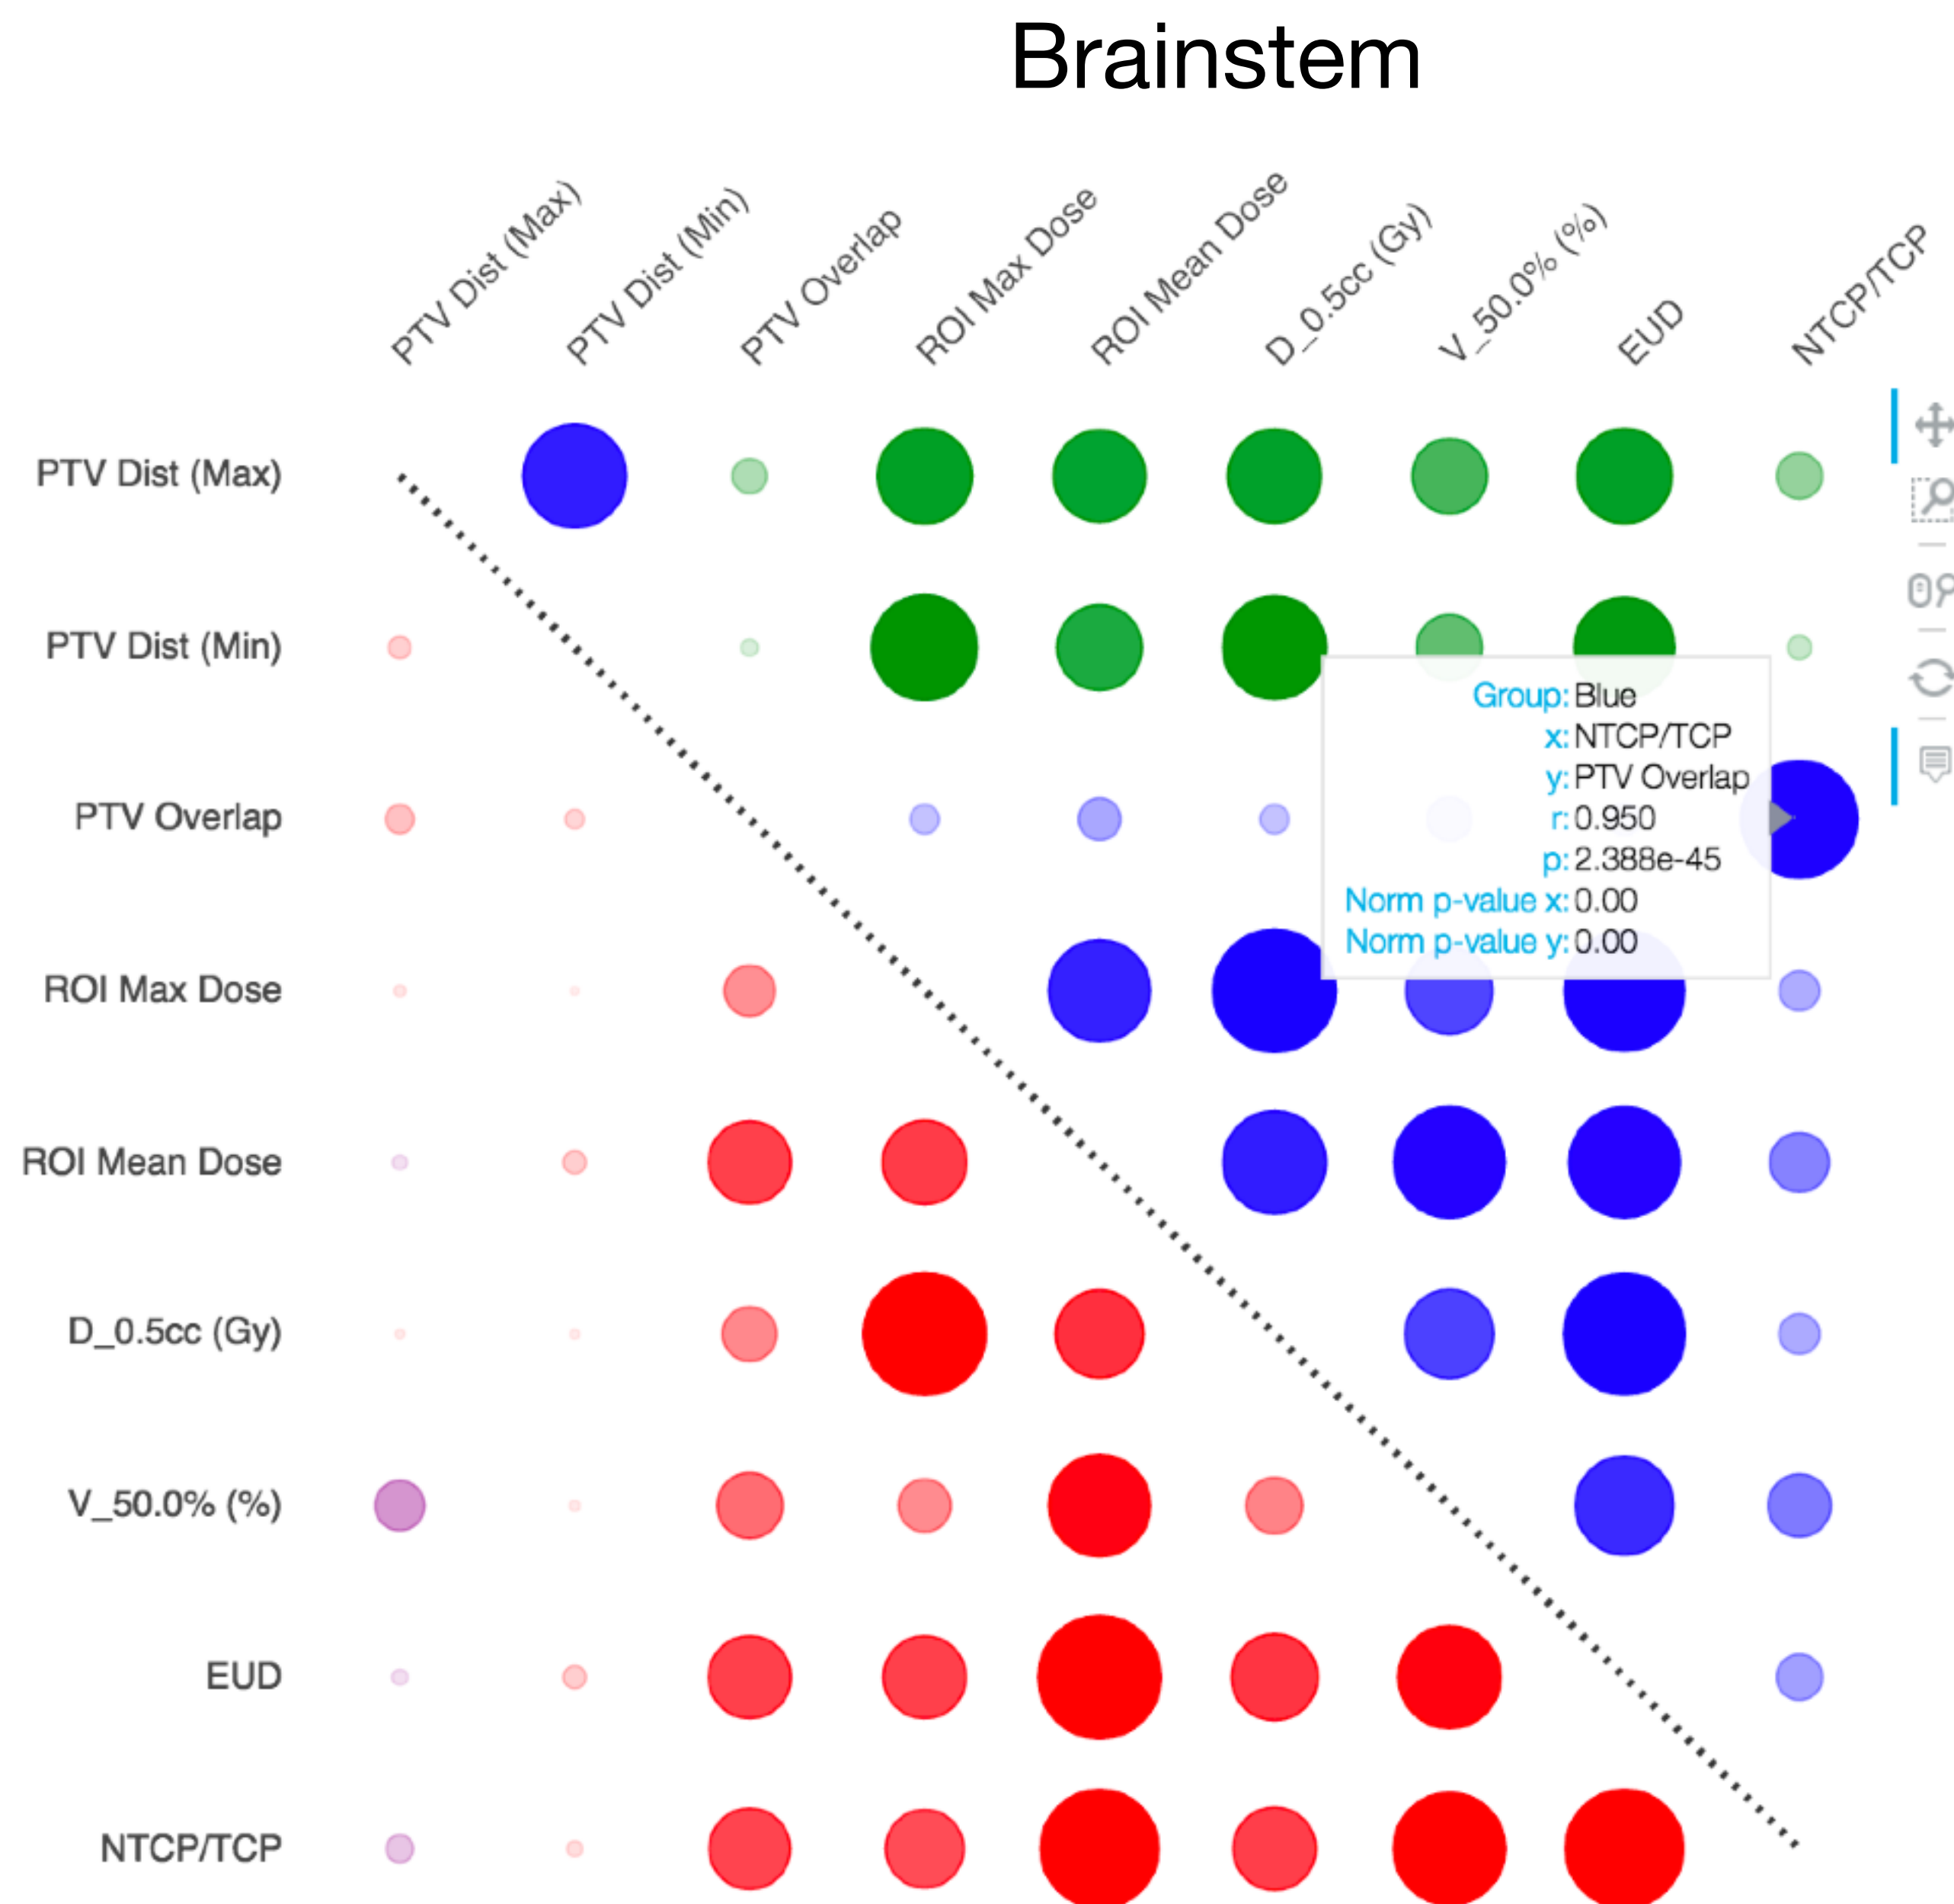 Brainstem
PTV Dist (Max)
PTV Dist (Min)
PTV Overlap
ROI Max Dose
ROI Mean Dose
D_0.5cc (Gy)
V_50.0% (%)
EUD
NTCP/TCP
PTV Dist (Max)
PTV Dist (Min)
Group: Blue
x: NTCP/TCP
y: PTV Overlap
r: 0.950
p: 2.388e-45
Norm p-value x: 0.00
Norm p-value y: 0.00
PTV Overlap
ROI Max Dose
ROI Mean Dose
D_0.5cc (Gy)
V_50.0% (%)
EUD
NTCP/TCP